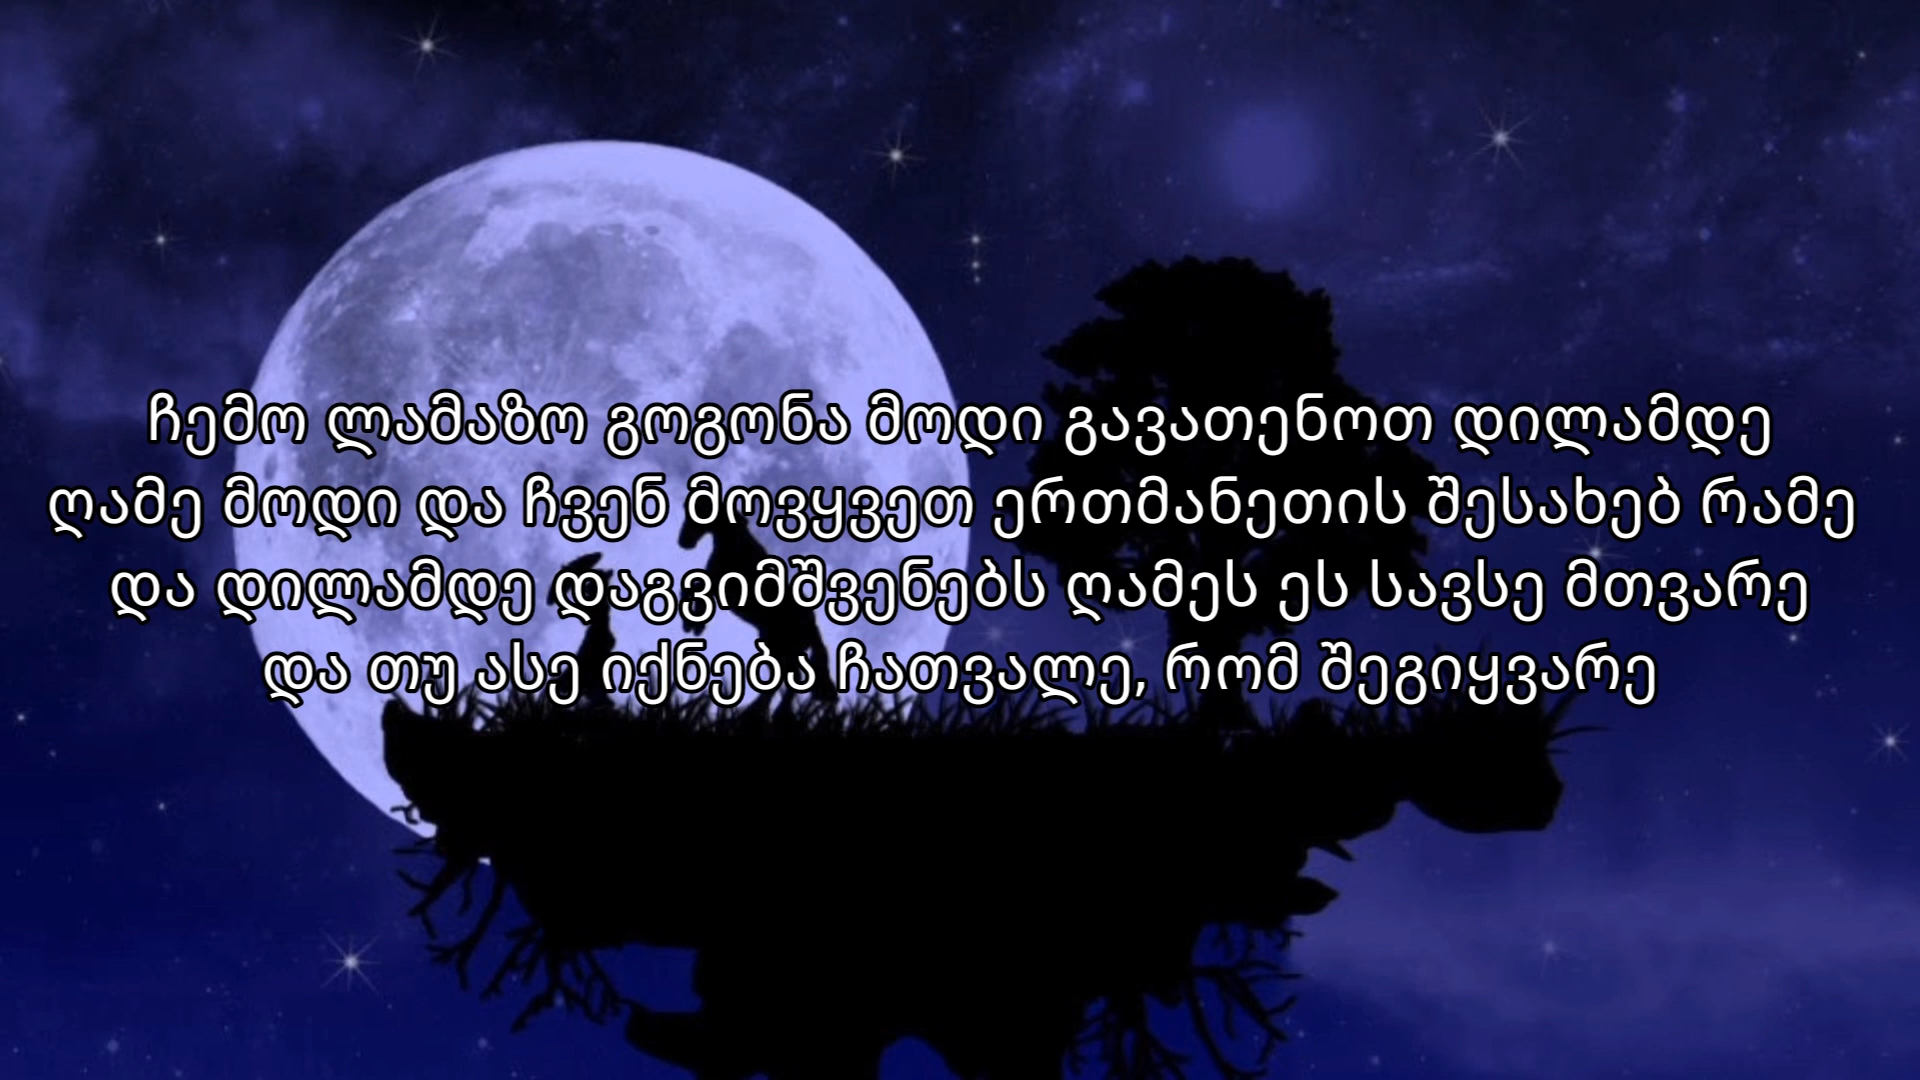 ჩემო ლამაზო გოგონა მოდი გავათენოთ დილამდე
ღამე მოდი და ჩვენ მოვყვეთ ერთმანეთის შესახებ რამე
და დილამდე დაგვიმშვენებს ღამეს ეს სავსე მთვარე
და თუ ასე იქნება ჩათვალე, რომ შეგიყვარე